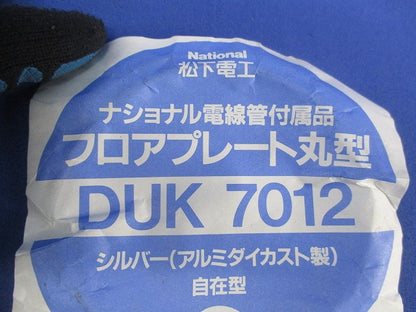 National
松下電工
ナショナル電線管付属品
フロアプレート丸型
DUK 7012
シルバー(アルミダイカスト製)
自在型